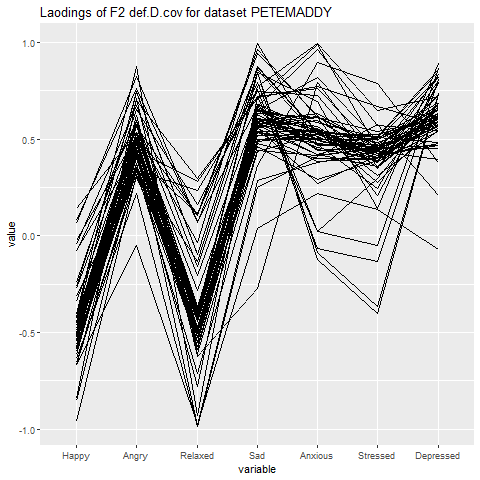 Laodings of F2 def.D.cov for dataset PETEMADDY
1.0
0.5
0.0
-0.5
-1.0
value
Happy Angry Relaxed Sad Anxious Stressed Depressed
variable